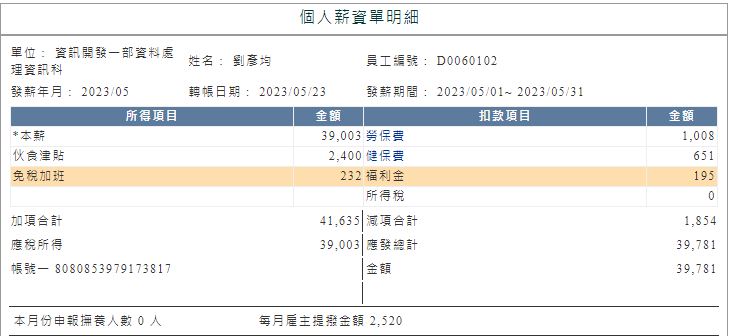 個人薪資單明細
單位： 資訊開發一部資料處理資訊科 姓名： 劉彥均 員工編號： D0060102
發薪年月： 2023/05 轉帳日期： 2023/05/23 發薪期間： 2023/05/01~ 2023/05/31
所得項目 金額 扣款項目 金額
*本薪 39,003 勞保費 1,008
伙食津貼 2,400 健保費 651
免稅加班 232 福利金 195
所得稅 0
加項合計 41,635 減項合計 1,854
應稅所得 39,003 應發總計 39,781
帳號一 8080853979173817 金額 39,781
本月份申報撫養人數 0 人 每月雇主提撥金額 2,520